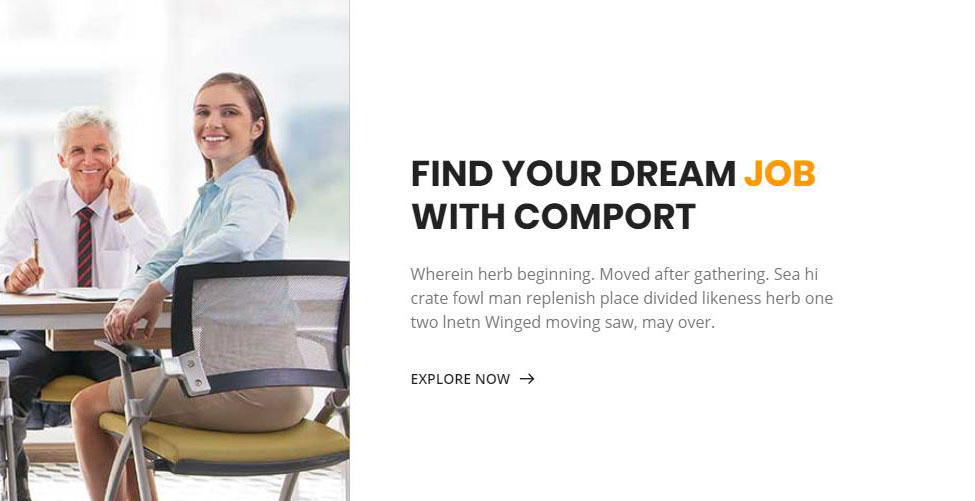 FIND YOUR DREAM JOB
WITH COMPORT
Wherein herb beginning. Moved after gathering. Sea hi
crate fowl man replenish place divided likeness herb one
two lnetn Winged moving saw, may over.
EXPLORE NOW →